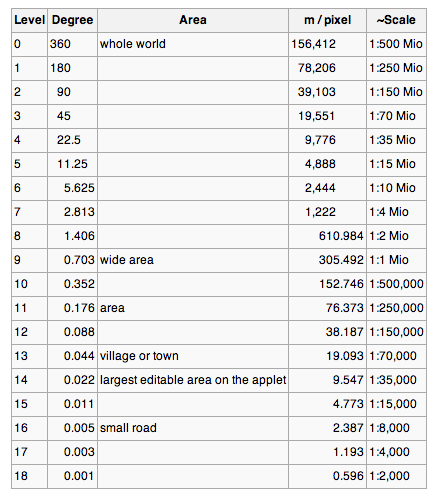 Level Degree Area m / pixel ~Scale
0 360 whole world 156,412 1:500 Mio
1 180 78,206 1:250 Mio
2 90 39,103 1:150 Mio
3 45 19,551 1:70 Mio
4 22.5 9,776 1:35 Mio
5 11.25 4,888 1:15 Mio
6 5.625 2,444 1:10 Mio
7 2.813 1,222 1:4 Mio
8 1.406 610.984 1:2 Mio
9 0.703 wide area 305.492 1:1 Mio
10 0.352 152.746 1:500,000
11 0.176 area 76.373 1:250,000
12 0.088 38.187 1:150,000
13 0.044 village or town 19.093 1:70,000
14 0.022 largest editable area on the applet 9.547 1:35,000
15 0.011 4.773 1:15,000
16 0.005 small road 2.387 1:8,000
17 0.003 1.193 1:4,000
18 0.001 0.596 1:2,000